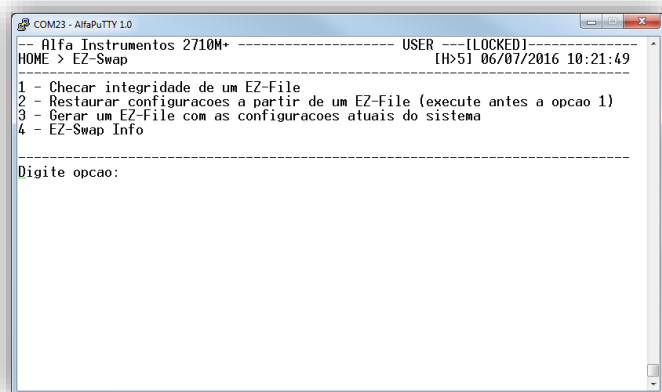 COM23 - AlfaPuTTY 1.0
-- Alfa Instrumentos 2710M+ -------------------- USER ---[LOCKED]--------------
HOME > EZ-Swap [H>5] 06/07/2016 10:21:49
--------------------------------------------------------------------------------
1 - Checar integridade de um EZ-File
2 - Restaurar configuracoes a partir de um EZ-File (execute antes a opcao 1)
3 - Gerar um EZ-File com as configuracoes atuais do sistema
4 - EZ-Swap Info
--------------------------------------------------------------------------------
Digite opcao: